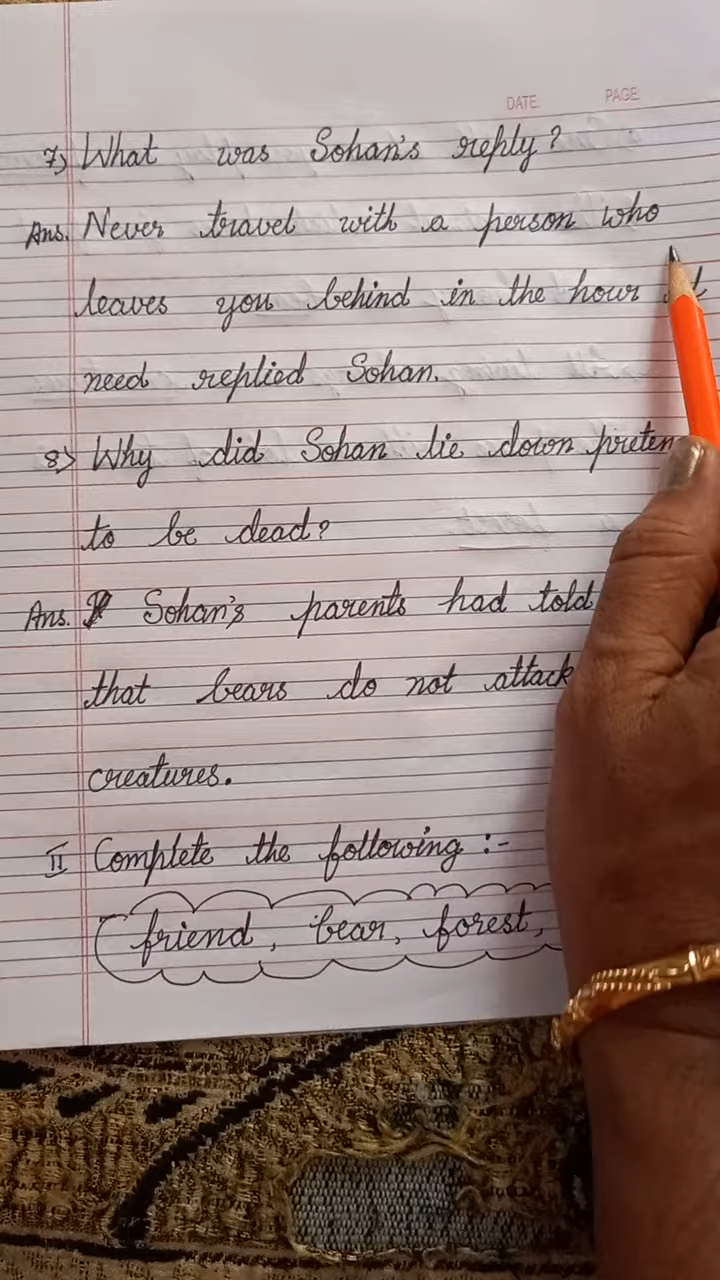 DATE PAGE
7) What was Sohan's reply?
Ans. Never travel with a person who
leaves you behind in the hour
need replied Sohan.
8) Why did Sohan lie down preten
to be dead?
Ans. Sohan's parents had told
that bears do not attack
creatures.
II Complete the following :-
friend, bear, forest,